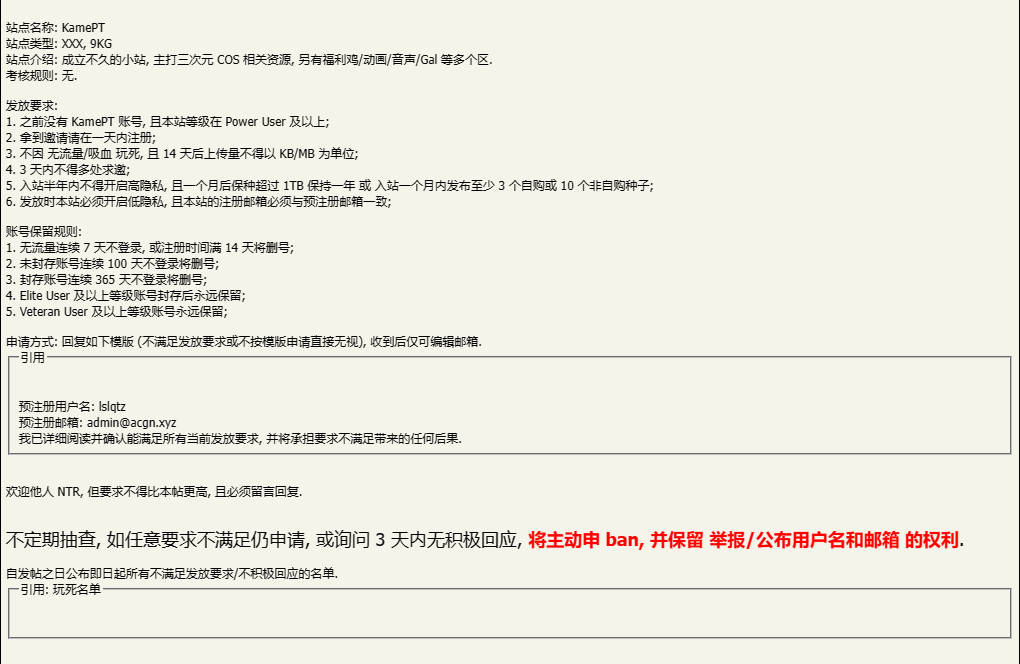 站点名称: KamePT
站点类型: XXX, 9KG
站点介绍: 成立不久的小站, 主打三次元 COS 相关资源, 另有福利鸡/动画/音声/Gal 等多个区.
考核规则: 无.
发放要求:
1. 之前没有 KamePT 账号, 且本站等级在 Power User 及以上;
2. 拿到邀请请在一天内注册;
3. 不因 无流量/吸血 玩死, 且 14 天后上传量不得以 KB/MB 为单位;
4. 3 天内不得多处求邀;
5. 入站半年内不得开启高隐私, 且一个月后保种超过 1TB 保持一年 或 入站一个月内发布至少 3 个自购或 10 个非自购种子;
6. 发放时本站必须开启低隐私, 且本站的注册邮箱必须与预注册邮箱一致;
账号保留规则:
1. 无流量连续 7 天不登录, 或注册时间满 14 天将删号;
2. 未封存账号连续 100 天不登录将删号;
3. 封存账号连续 365 天不登录将删号;
4. Elite User 及以上等级账号封存后永远保留;
5. Veteran User 及以上等级账号永远保留;
申请方式: 回复如下模版 (不满足发放要求或不按模版申请直接无视), 收到后仅可编辑邮箱.
引用
预注册用户名: lslqtz
预注册邮箱: admin@acgn.xyz
我已详细阅读并确认能满足所有当前发放要求, 并将承担要求不满足带来的任何后果.
欢迎他人 NTR, 但要求不得比本帖更高, 且必须留言回复.
不定期抽查, 如任意要求不满足仍申请, 或询问 3 天内无积极回应, 将主动申 ban, 并保留 举报/公布用户名和邮箱 的权利.
自发帖之日公布即日起所有不满足发放要求/不积极回应的名单.
引用: 玩死名单